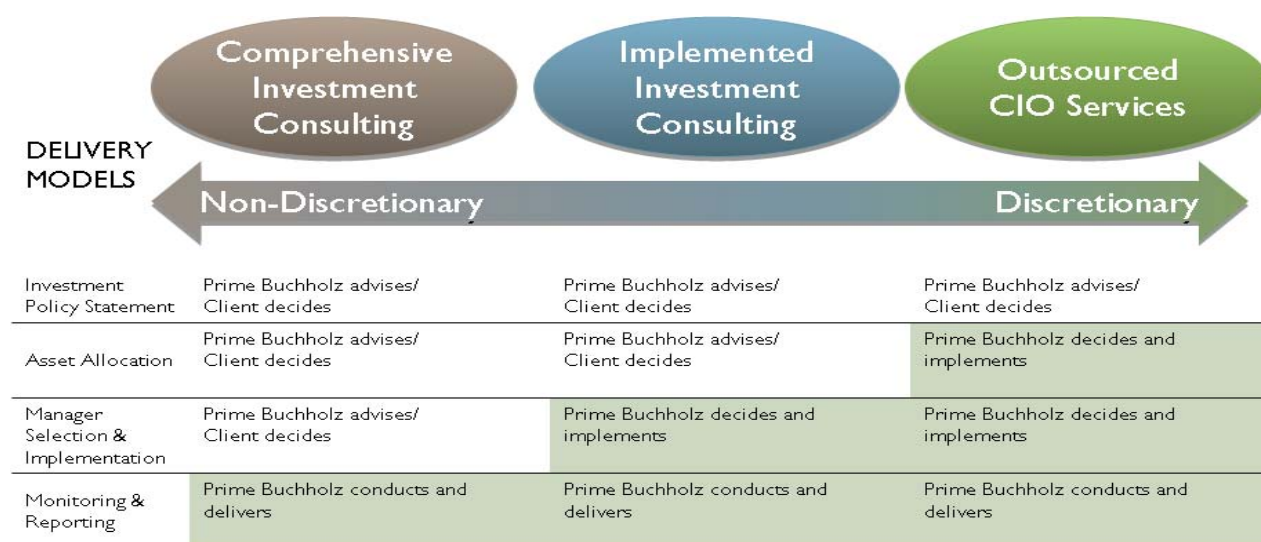 Comprehensive
Investment
Consulting
Implemented
Investment
Consulting
Outsourced
CIO Services
DELIVERY
MODELS
Non-Discretionary
Discretionary
Investment
Policy Statement
Prime Buchholz advises/
Client decides
Prime Buchholz advises/
Client decides
Prime Buchholz advises/
Client decides
Asset Allocation
Prime Buchholz advises/
Client decides
Prime Buchholz advises/
Client decides
Prime Buchholz decides and
implements
Manager
Selection &
Implementation
Prime Buchholz advises/
Client decides
Prime Buchholz decides and
implements
Prime Buchholz decides and
implements
Monitoring &
Reporting
Prime Buchholz conducts and
delivers
Prime Buchholz conducts and
delivers
Prime Buchholz conducts and
delivers